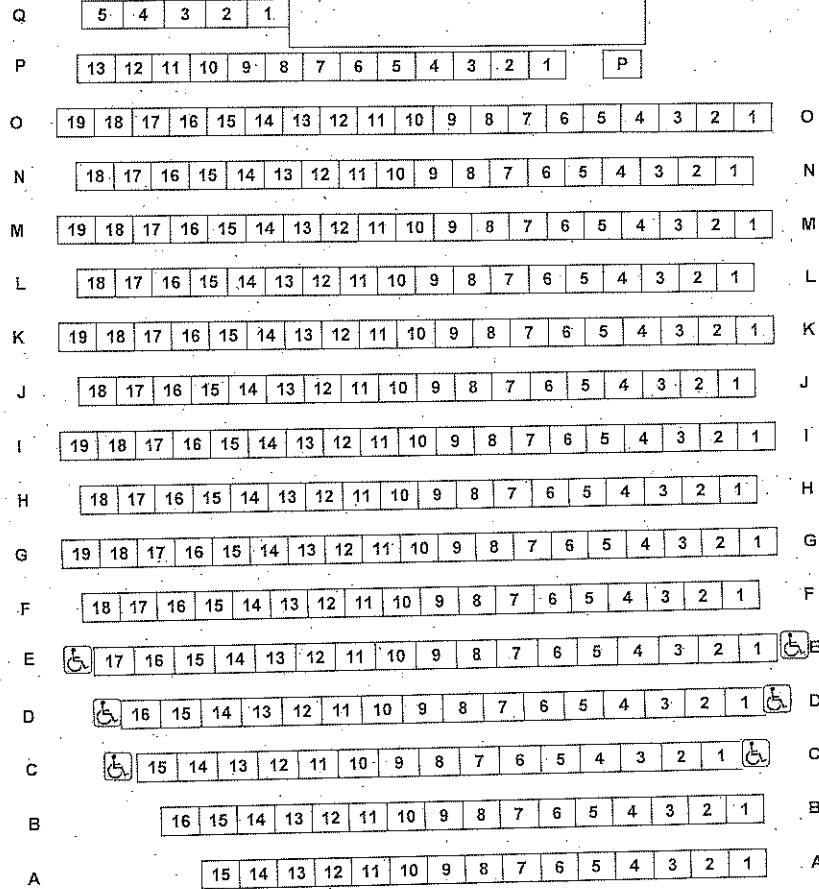 Q 5 4 3 2 1
P 13 12 11 10 9 8 7 6 5 4 3 2 1 P
O 19 18 17 16 15 14 13 12 11 10 9 8 7 6 5 4 3 2 1 O
N 18 17 16 15 14 13 12 11 10 9 8 7 6 5 4 3 2 1 N
M 19 18 17 16 15 14 13 12 11 10 9 8 7 6 5 4 3 2 1 M
L 18 17 16 15 14 13 12 11 10 9 8 7 6 5 4 3 2 1 L
K 19 18 17 16 15 14 13 12 11 10 9 8 7 6 5 4 3 2 1 K
J 18 17 16 15 14 13 12 11 10 9 8 7 6 5 4 3 2 1 J
I 19 18 17 16 15 14 13 12 11 10 9 8 7 6 5 4 3 2 1 I
H 18 17 16 15 14 13 12 11 10 9 8 7 6 5 4 3 2 1 H
G 19 18 17 16 15 14 13 12 11 10 9 8 7 6 5 4 3 2 1 G
F 18 17 16 15 14 13 12 11 10 9 8 7 6 5 4 3 2 1 F
E 17 16 15 14 13 12 11 10 9 8 7 6 5 4 3 2 1 E
D 16 15 14 13 12 11 10 9 8 7 6 5 4 3 2 1 D
C 15 14 13 12 11 10 9 8 7 6 5 4 3 2 1 C
B 16 15 14 13 12 11 10 9 8 7 6 5 4 3 2 1 B
A 15 14 13 12 11 10 9 8 7 6 5 4 3 2 1 A